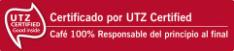 UTZ
CERTIFIED
Good inside
Certificado por UTZ Certified
Café 100% Responsable del principio al final